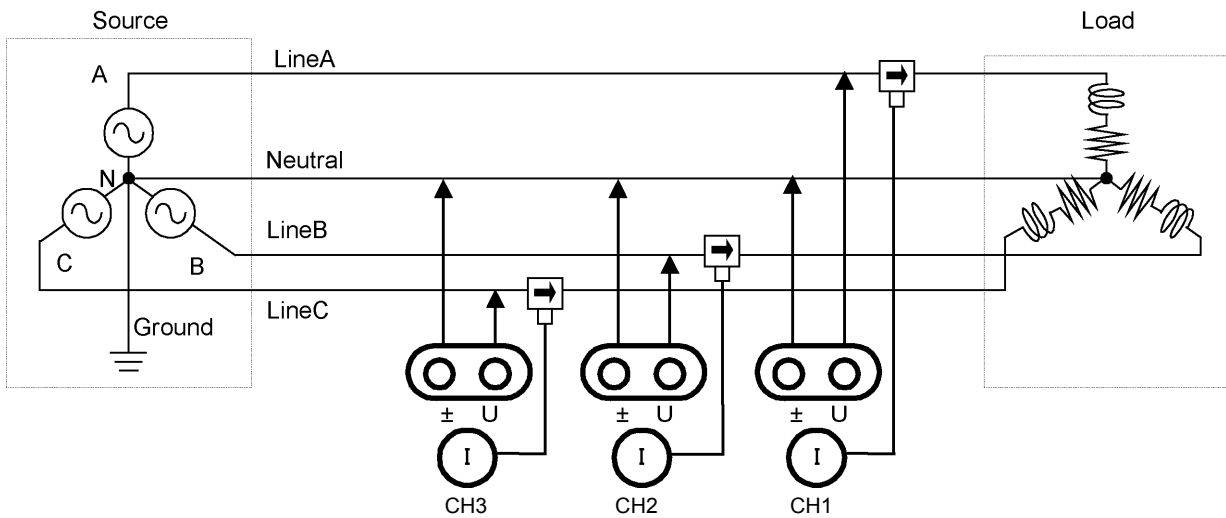 Source
Load
A
LineA
N
Neutral
C
B
LineB
LineC
Ground
± U
± U
± U
I
I
I
CH3
CH2
CH1